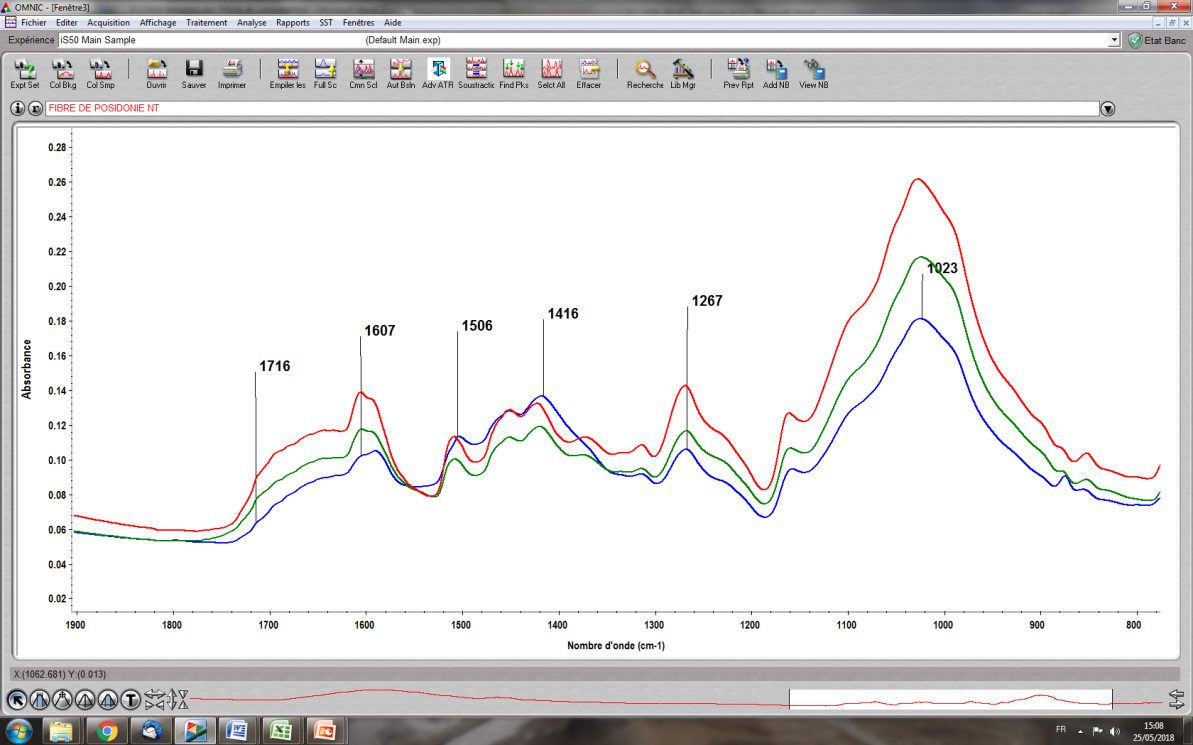 OMNIC - [Fenêtre3]
Fichier Editer Acquisition Affichage Traitement Analyse Rapports SST Fenêtres Aide
Expérience iS50 Main Sample (Default Main.exp) Etat Banc
Expt Set Col Bkg Col Smp Ouvrir Sauver Imprimer Empiler les Full Sc Cmn Scl Aut Bsln Adv ATR Soustractic Find Pks Selct All Effacer Recherche Lib Mgr Prev Rpt Add NB View NB
FIBRE DE POSIDONIE NT
0.28
0.26
0.24
0.22
1023
0.20
1267
1416
0.18
1506
1607
0.16
1716
0.14
0.12
0.10
0.08
0.06
0.04
0.02
Absorbance
1900 1800 1700 1600 1500 1400 1300 1200 1100 1000 900 800
Nombre d'onde (cm-1)
X:(1062.681) Y:(0.013)
T
FR
15:08
25/05/2018